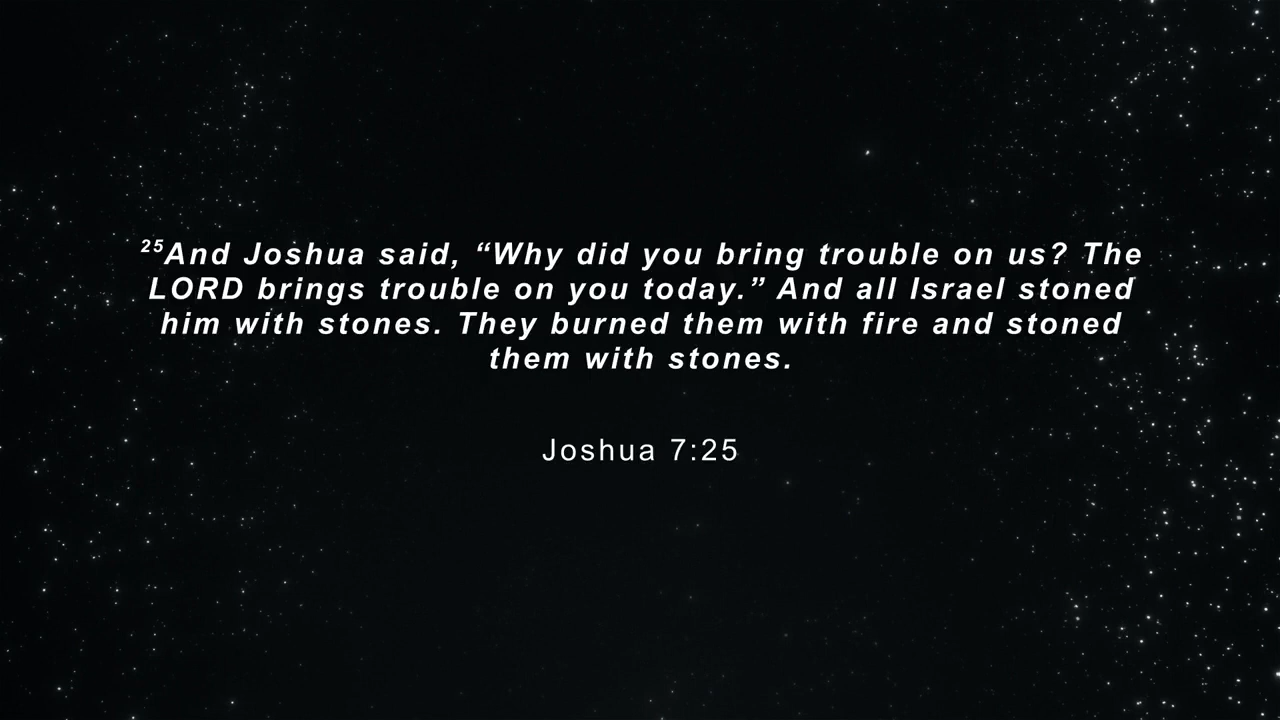 25And Joshua said, “Why did you bring trouble on us? The
LORD brings trouble on you today.” And all Israel stoned
him with stones. They burned them with fire and stoned
them with stones.
Joshua 7:25